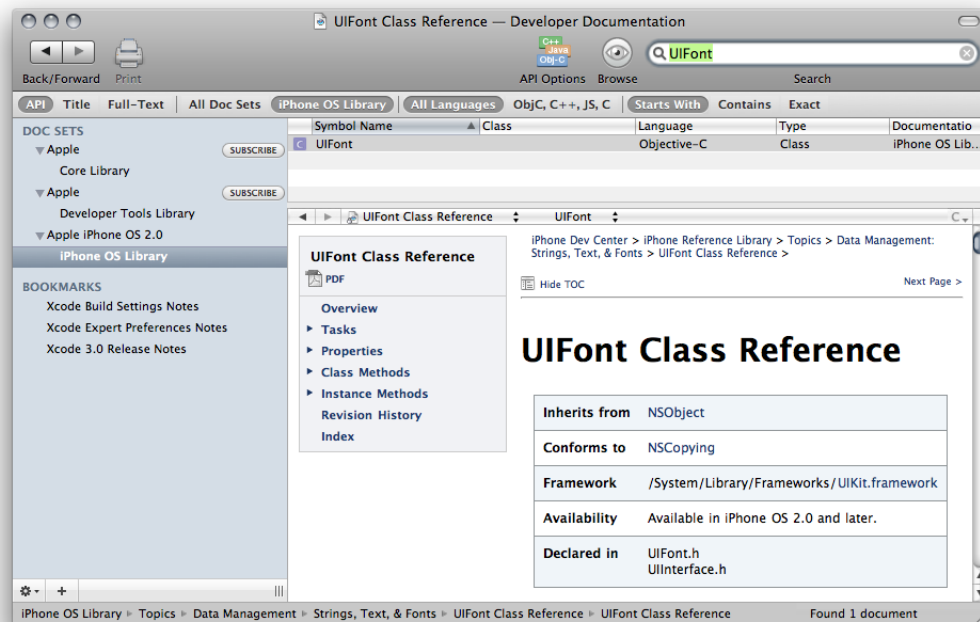 UIFont Class Reference — Developer Documentation
C++
Java
Obj-C
UIFont
Back/Forward Print API Options Browse Search
API Title Full-Text All Doc Sets iPhone OS Library All Languages ObjC, C++, JS, C Starts With Contains Exact
DOC SETS
Apple SUBSCRIBE
Core Library
Apple SUBSCRIBE
Developer Tools Library
Apple iPhone OS 2.0
iPhone OS Library
BOOKMARKS
Xcode Build Settings Notes
Xcode Expert Preferences Notes
Xcode 3.0 Release Notes
Symbol Name Class Language Type Documentatio
C UIFont Objective-C Class iPhone OS Lib...
UIFont Class Reference UIFont C
UIFont Class Reference
PDF
Overview
Tasks
Properties
Class Methods
Instance Methods
Revision History
Index
iPhone Dev Center > iPhone Reference Library > Topics > Data Management:
Strings, Text, & Fonts > UIFont Class Reference >
Hide TOC Next Page >
UIFont Class Reference
Inherits from NSObject
Conforms to NSCopying
Framework /System/Library/Frameworks/UIKit.framework
Availability Available in iPhone OS 2.0 and later.
Declared in UIFont.h
UIInterface.h
iPhone OS Library Topics Data Management Strings, Text, & Fonts UIFont Class Reference UIFont Class Reference Found 1 document